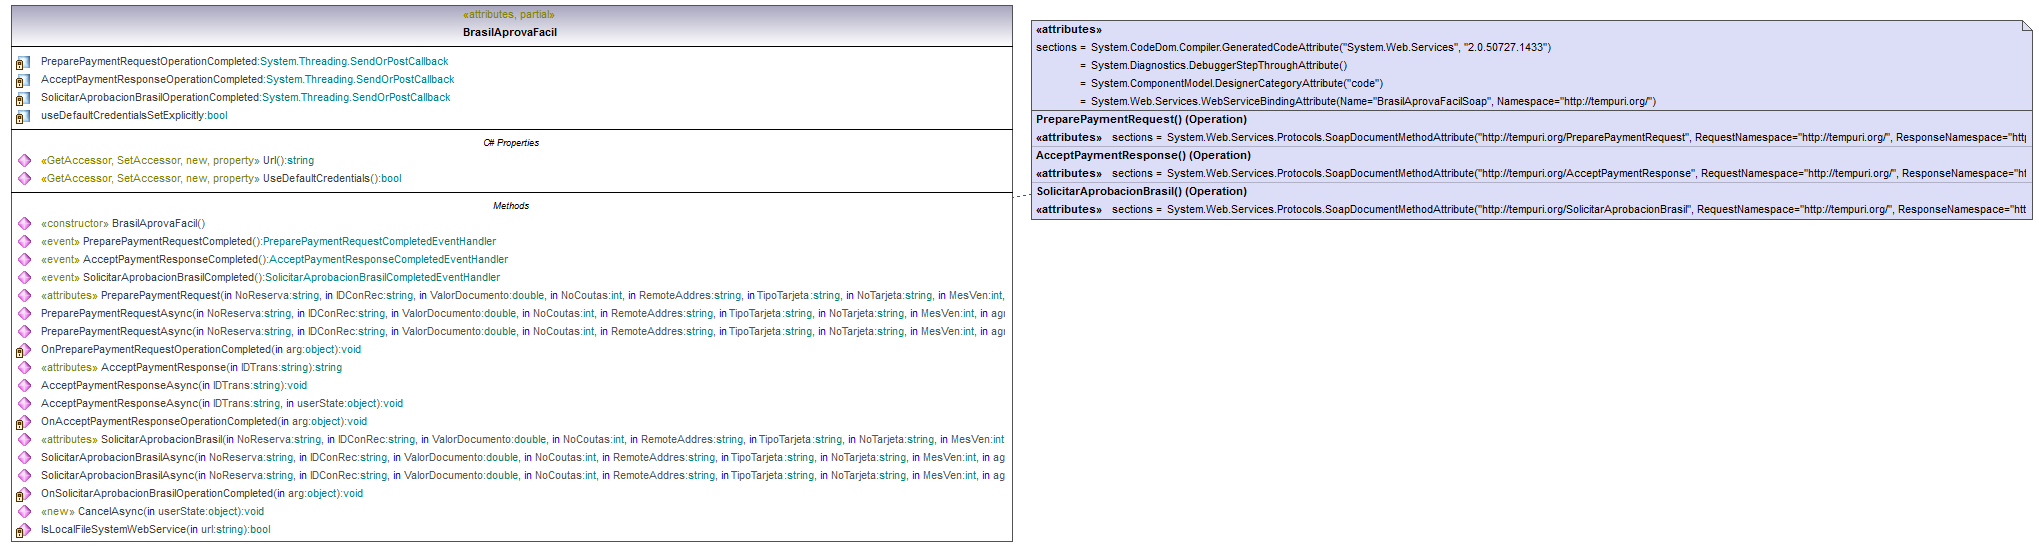 «attributes, partial»
BrasilAprovaFacil
PreparePaymentRequestOperationCompleted:System.Threading.SendOrPostCallback
AcceptPaymentResponseOperationCompleted:System.Threading.SendOrPostCallback
SolicitarAprobacionBrasilOperationCompleted:System.Threading.SendOrPostCallback
useDefaultCredentialsSetExplicitly:bool
C# Properties
«GetAccessor, SetAccessor, new, property» Url():string
«GetAccessor, SetAccessor, new, property» UseDefaultCredentials():bool
Methods
«constructor» BrasilAprovaFacil()
«event» PreparePaymentRequestCompleted():PreparePaymentRequestCompletedEventHandler
«event» AcceptPaymentResponseCompleted():AcceptPaymentResponseCompletedEventHandler
«event» SolicitarAprobacionBrasilCompleted():SolicitarAprobacionBrasilCompletedEventHandler
«attributes» PreparePaymentRequest(in NoReserva:string, in IDConRec:string, in ValorDocumento:double, in NoCoutas:int, in RemoteAddres:string, in TipoTarjeta:string, in NoTarjeta:string, in MesVen:int,
PreparePaymentRequestAsync(in NoReserva:string, in IDConRec:string, in ValorDocumento:double, in NoCoutas:int, in RemoteAddres:string, in TipoTarjeta:string, in NoTarjeta:string, in MesVen:int, in agı
PreparePaymentRequestAsync(in NoReserva:string, in IDConRec:string, in ValorDocumento:double, in NoCoutas:int, in RemoteAddres:string, in TipoTarjeta:string, in NoTarjeta:string, in MesVen:int, in agı
OnPreparePaymentRequestOperationCompleted(in arg:object):void
«attributes» AcceptPaymentResponse(in IDTrans:string):string
AcceptPaymentResponseAsync(in IDTrans:string):void
AcceptPaymentResponseAsync(in IDTrans:string, in userState:object):void
OnAcceptPaymentResponseOperationCompleted(in arg:object):void
«attributes» SolicitarAprobacionBrasil(in NoReserva:string, in IDConRec:string, in ValorDocumento:double, in NoCoutas:int, in RemoteAddres:string, in TipoTarjeta:string, in NoTarjeta:string, in MesVen:int
SolicitarAprobacionBrasilAsync(in NoReserva:string, in IDConRec:string, in ValorDocumento:double, in NoCoutas:int, in RemoteAddres:string, in TipoTarjeta:string, in NoTarjeta:string, in MesVen:int, in ag
SolicitarAprobacionBrasilAsync(in NoReserva:string, in IDConRec:string, in ValorDocumento:double, in NoCoutas:int, in RemoteAddres:string, in TipoTarjeta:string, in NoTarjeta:string, in MesVen:int, in ag
OnSolicitarAprobacionBrasilOperationCompleted(in arg:object):void
«new» CancelAsync(in userState:object):void
IsLocalFileSystemWebService(in url:string):bool
«attributes»
sections = System.CodeDom.Compiler.GeneratedCodeAttribute("System.Web.Services", "2.0.50727.1433")
= System.Diagnostics.DebuggerStepThroughAttribute()
= System.ComponentModel.DesignerCategoryAttribute("code")
= System.Web.Services.WebServiceBindingAttribute(Name="BrasilAprovaFacilSoap", Namespace="http://tempuri.org/")
PreparePaymentRequest() (Operation)
«attributes» sections = System.Web.Services.Protocols.SoapDocumentMethodAttribute("http://tempuri.org/PreparePaymentRequest", RequestNamespace="http://tempuri.org/", ResponseNamespace="http
AcceptPaymentResponse() (Operation)
«attributes» sections = System.Web.Services.Protocols.SoapDocumentMethodAttribute("http://tempuri.org/AcceptPaymentResponse", RequestNamespace="http://tempuri.org/", ResponseNamespace="ht
SolicitarAprobacionBrasil() (Operation)
«attributes» sections = System.Web.Services.Protocols.SoapDocumentMethodAttribute("http://tempuri.org/SolicitarAprobacionBrasil", RequestNamespace="http://tempuri.org/", ResponseNamespace="htt